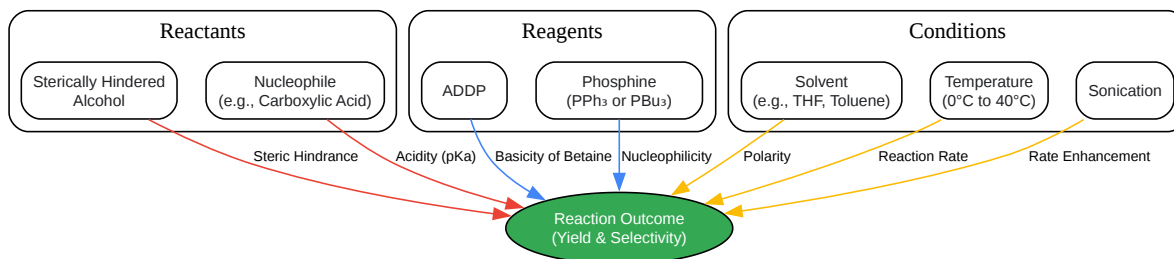 Reactants
Reagents
Conditions
Sterically Hindered
Alcohol
Nucleophile
(e.g., Carboxylic Acid)
ADDP
Phosphine
(PPh₃ or PBu₃)
Solvent
(e.g., THF, Toluene)
Temperature
(0°C to 40°C)
Sonication
Steric Hindrance
Acidity (pKa)
Basicity of Betaine
Nucleophilicity
Polarity
Reaction Rate
Rate Enhancement
Reaction Outcome
(Yield & Selectivity)